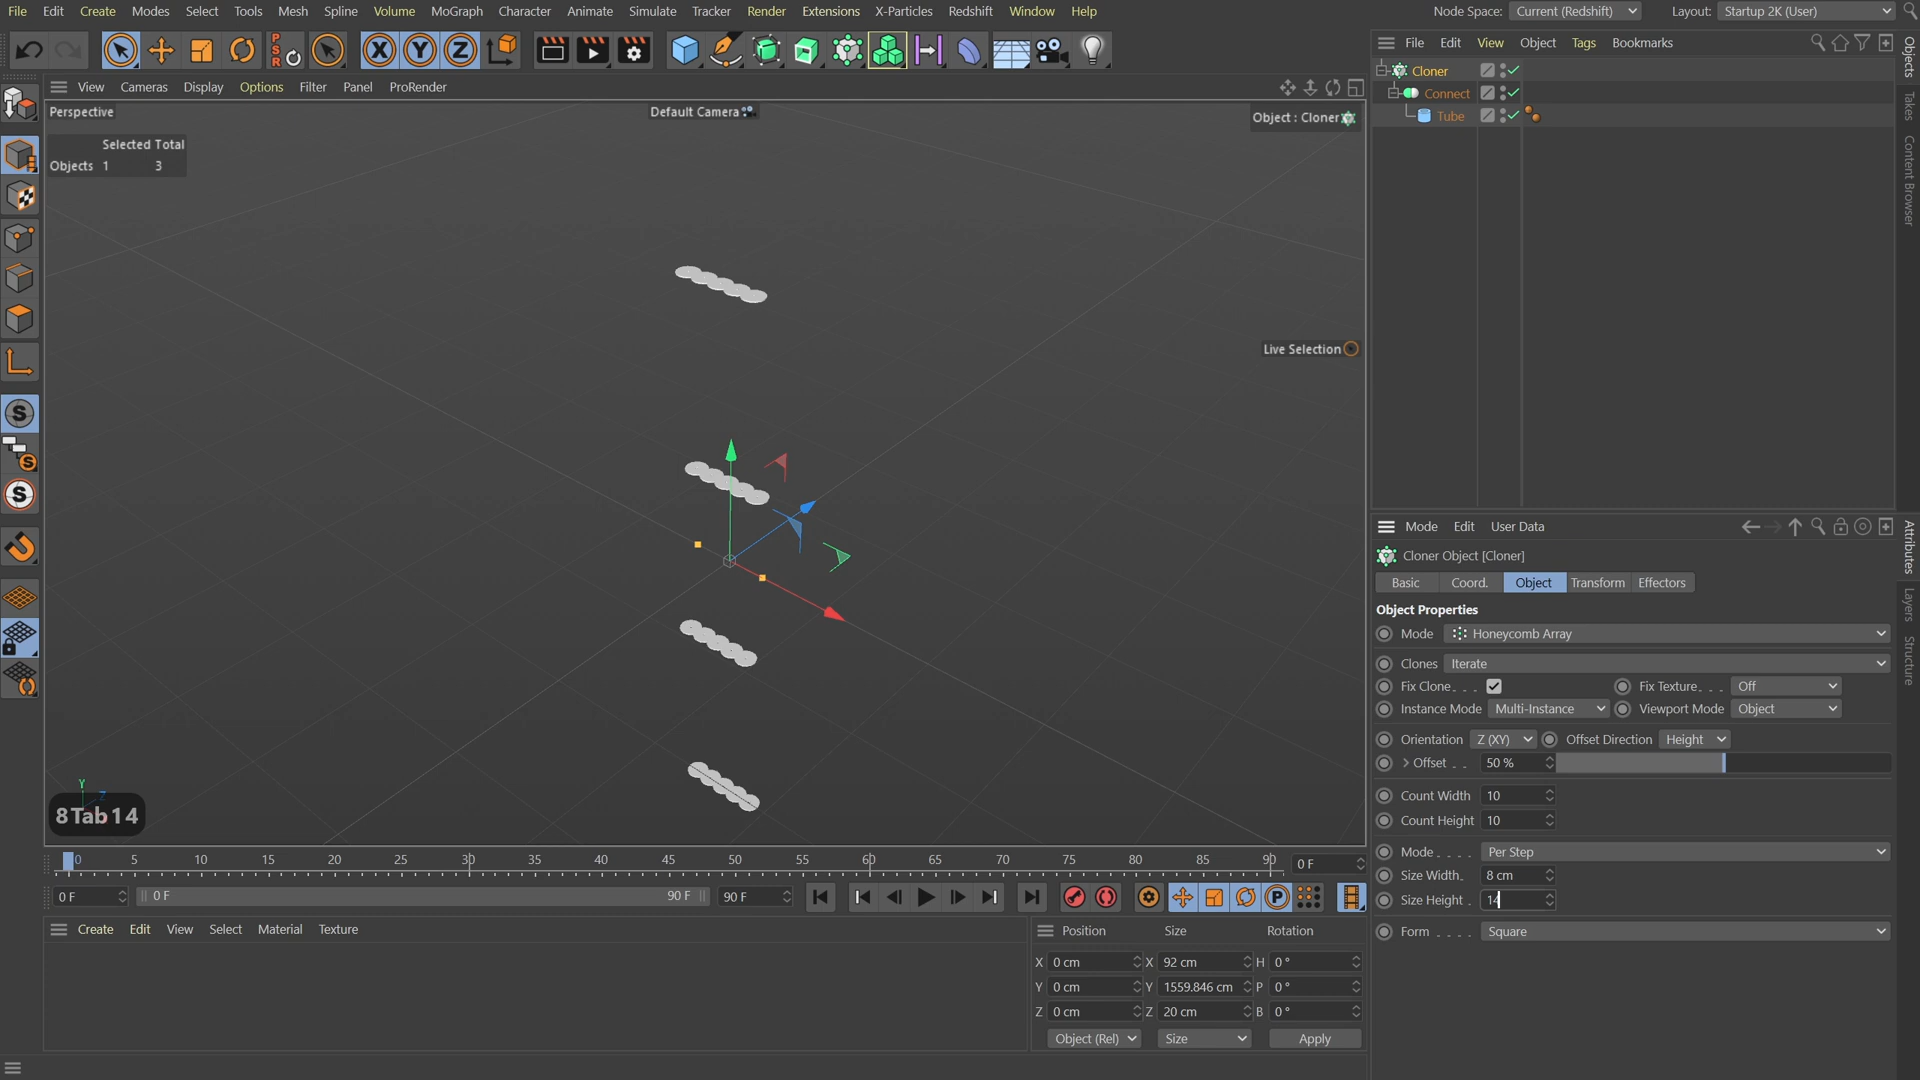 File Edit Create Modes Select Tools Mesh Spline Volume MoGraph Character Animate Simulate Tracker Render Extensions X-Particles Redshift Window Help Node Space: Current (Redshift) Layout: Startup 2K (User)
PSR X Y Z
File Edit View Object Tags Bookmarks
Objects
Takes
Content Browser
View Cameras Display Options Filter Panel ProRender
Cloner
Connect
Tube
Perspective
Default Camera
Object : Cloner
Selected Total
Objects 1 3
Live Selection
8Tab14
Mode Edit User Data
Attributes
Layers
Structure
Cloner Object [Cloner]
Basic Coord. Object Transform Effectors
Object Properties
Mode Honeycomb Array
Clones Iterate
Fix Clone. . . Fix Texture. . . Off
Instance Mode Multi-Instance Viewport Mode Object
Orientation Z (XY) Offset Direction Height
Offset . . 50 %
Count Width 10
Count Height 10
Mode. . . . Per Step
Size Width. 8 cm
Size Height . 14
Form . . . . Square
0 5 10 15 20 25 30 35 40 45 50 55 60 65 70 75 80 85 90 0 F
0 F 0 F 90 F 90 F
Create Edit View Select Material Texture
Position Size Rotation
X 0 cm X 92 cm H 0 °
Y 0 cm Y 1559.846 cm P 0 °
Z 0 cm Z 20 cm B 0 °
Object (Rel) Size Apply